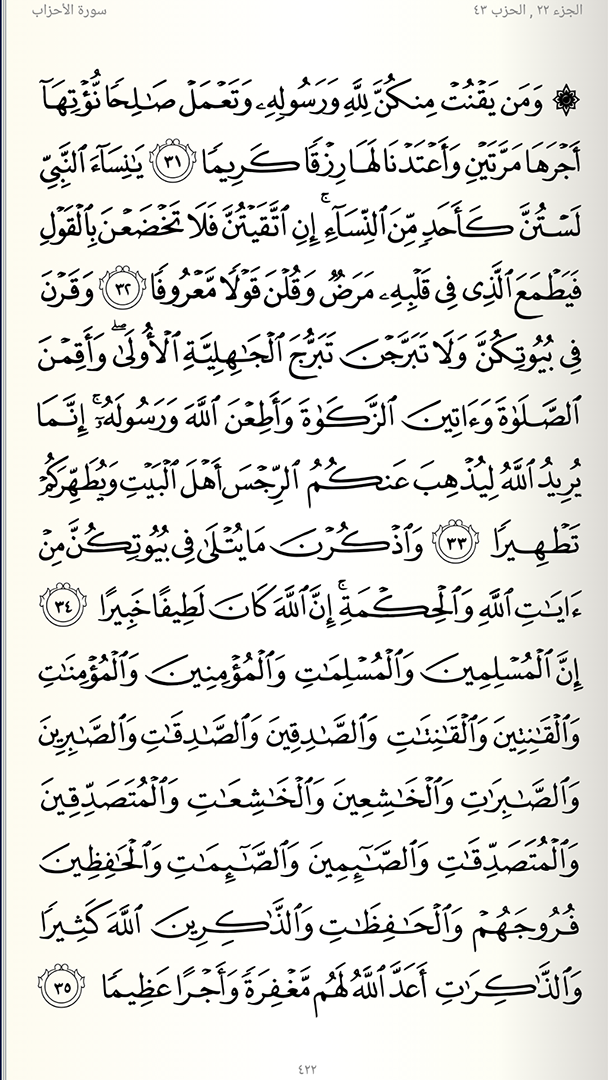 سورة الأحزاب
الجزء ٢٢ , الحزب ٤٣
۞ وَمَن يَقْنُتْ مِنكُنَّ لِلَّهِ وَرَسُولِهِۦ وَتَعْمَلْ صَـٰلِحًا نُّؤْتِهَآ
أَجْرَهَا مَرَّتَيْنِ وَأَعْتَدْنَا لَهَا رِزْقًا كَرِيمًا ٣١ يَـٰنِسَآءَ ٱلنَّبِىِّ
لَسْتُنَّ كَأَحَدٍ مِّنَ ٱلنِّسَآءِ ۚ إِنِ ٱتَّقَيْتُنَّ فَلَا تَخْضَعْنَ بِٱلْقَوْلِ
فَيَطْمَعَ ٱلَّذِى فِى قَلْبِهِۦ مَرَضٌ وَقُلْنَ قَوْلًا مَّعْرُوفًا ٣٢ وَقَرْنَ
فِى بُيُوتِكُنَّ وَلَا تَبَرَّجْنَ تَبَرُّجَ ٱلْجَـٰهِلِيَّةِ ٱلْأُولَىٰ ۖ وَأَقِمْنَ
ٱلصَّلَوٰةَ وَءَاتِينَ ٱلزَّكَوٰةَ وَأَطِعْنَ ٱللَّهَ وَرَسُولَهُۥٓ ۚ إِنَّمَا
يُرِيدُ ٱللَّهُ لِيُذْهِبَ عَنكُمُ ٱلرِّجْسَ أَهْلَ ٱلْبَيْتِ وَيُطَهِّرَكُمْ
تَطْهِيرًا ٣٣ وَٱذْكُرْنَ مَا يُتْلَىٰ فِى بُيُوتِكُنَّ مِنْ
ءَايَـٰتِ ٱللَّهِ وَٱلْحِكْمَةِ ۚ إِنَّ ٱللَّهَ كَانَ لَطِيفًا خَبِيرًا ٣٤
إِنَّ ٱلْمُسْلِمِينَ وَٱلْمُسْلِمَـٰتِ وَٱلْمُؤْمِنِينَ وَٱلْمُؤْمِنَـٰتِ
وَٱلْقَـٰنِتِينَ وَٱلْقَـٰنِتَـٰتِ وَٱلصَّـٰدِقِينَ وَٱلصَّـٰدِقَـٰتِ وَٱلصَّـٰبِرِينَ
وَٱلصَّـٰبِرَٰتِ وَٱلْخَـٰشِعِينَ وَٱلْخَـٰشِعَـٰتِ وَٱلْمُتَصَدِّقِينَ
وَٱلْمُتَصَدِّقَـٰتِ وَٱلصَّـٰٓئِمِينَ وَٱلصَّـٰٓئِمَـٰتِ وَٱلْحَـٰفِظِينَ
فُرُوجَهُمْ وَٱلْحَـٰفِظَـٰتِ وَٱلذَّٰكِرِينَ ٱللَّهَ كَثِيرًا
وَٱلذَّٰكِرَٰتِ أَعَدَّ ٱللَّهُ لَهُم مَّغْفِرَةً وَأَجْرًا عَظِيمًا ٣٥
٤٢٢